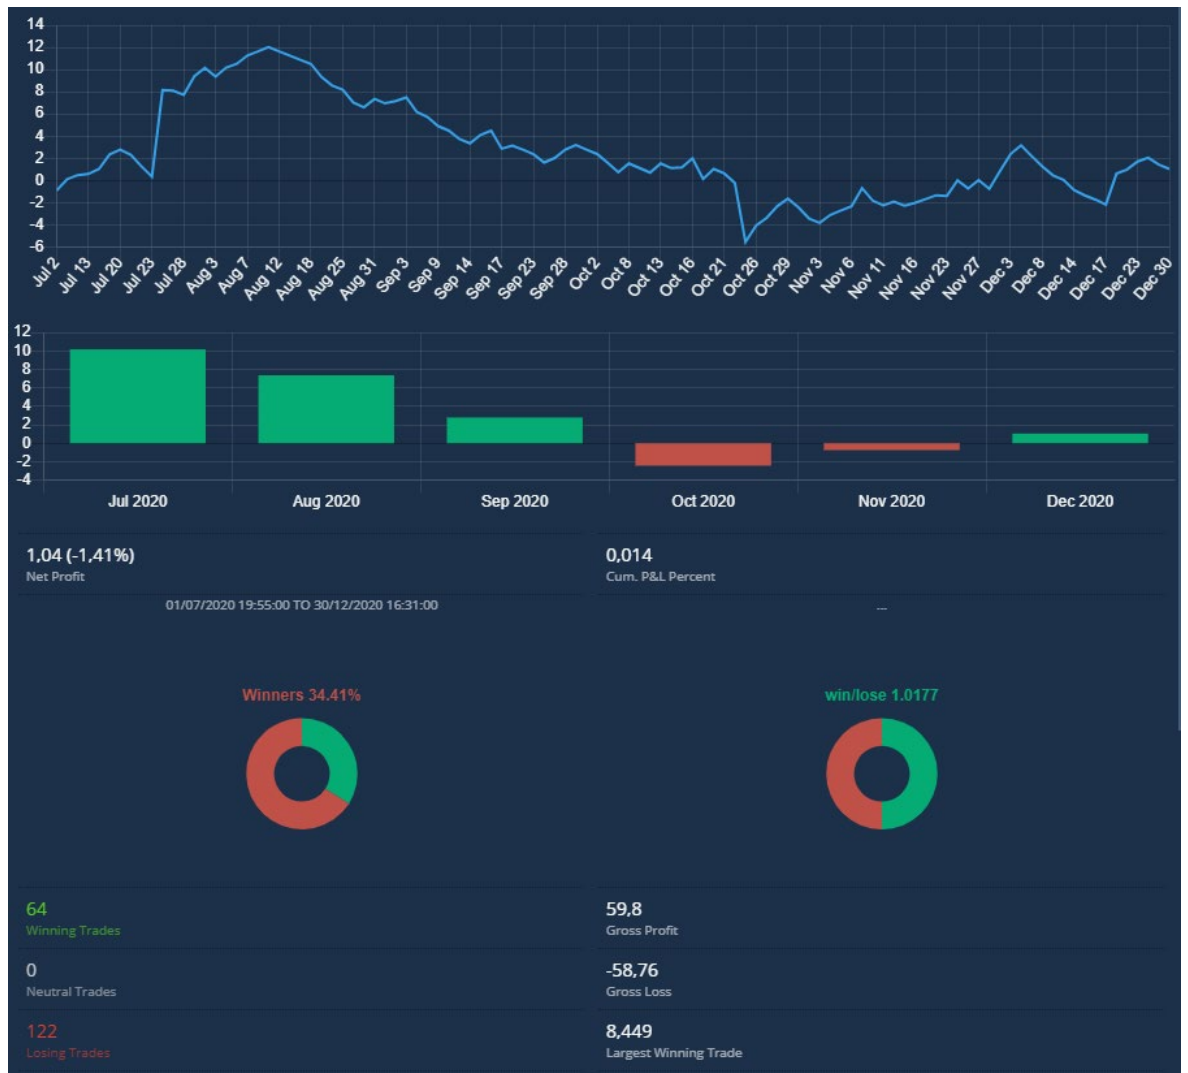 14
12
10
8
6
4
2
0
-2
-4
-6
Jul 2
Jul 13
Jul 20
Jul 23
Jul 28
Aug 3
Aug 7
Aug 12
Aug 18
Aug 25
Aug 31
Sep 3
Sep 9
Sep 14
Sep 17
Sep 23
Sep 28
Oct 2
Oct 8
Oct 13
Oct 16
Oct 21
Oct 26
Oct 29
Nov 3
Nov 6
Nov 11
Nov 16
Nov 23
Nov 27
Dec 3
Dec 8
Dec 14
Dec 17
Dec 23
Dec 30
12
10
8
6
4
2
0
-2
-4
Jul 2020
Aug 2020
Sep 2020
Oct 2020
Nov 2020
Dec 2020
1,04 (-1,41%)
Net Profit
0,014
Cum. P&L Percent
01/07/2020 19:55:00 TO 30/12/2020 16:31:00
---
Winners 34.41%
win/lose 1.0177
64
Winning Trades
59,8
Gross Profit
0
Neutral Trades
-58,76
Gross Loss
122
Losing Trades
8,449
Largest Winning Trade